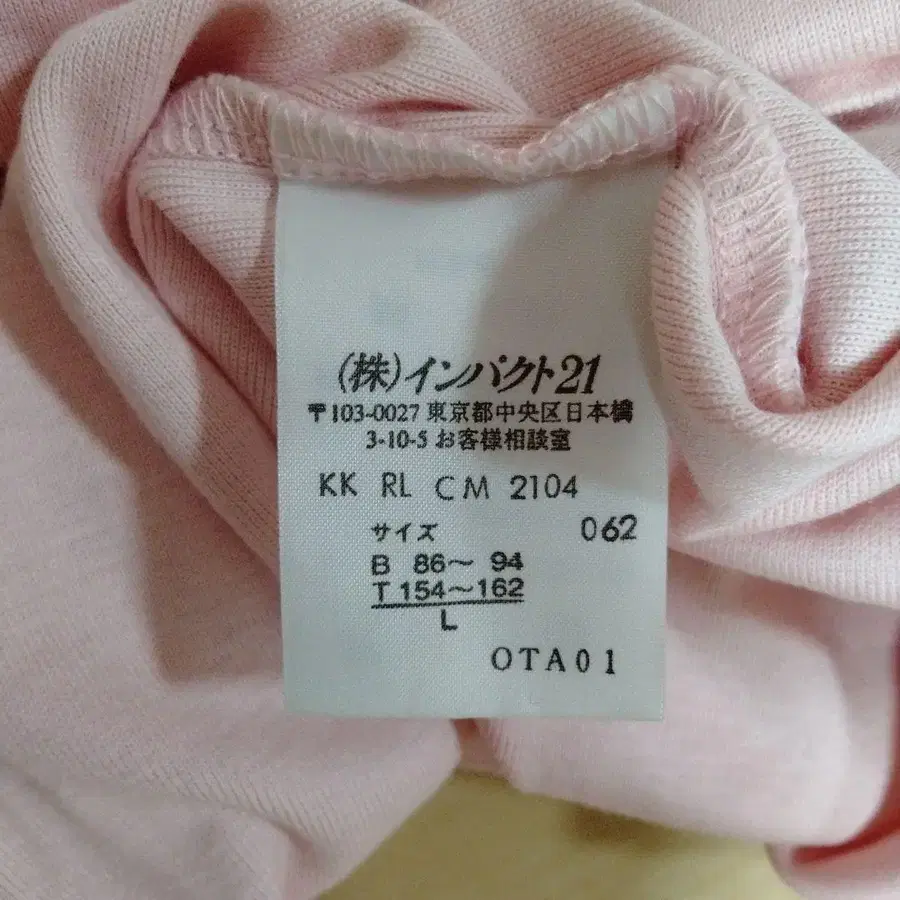 (株)インパクト21
〒103-0027 東京都中央区日本橋
3-10-5 お客様相談室
KK RL CM 2104
サイズ 062
B 86〜 94
T 154〜162
L
OTA01